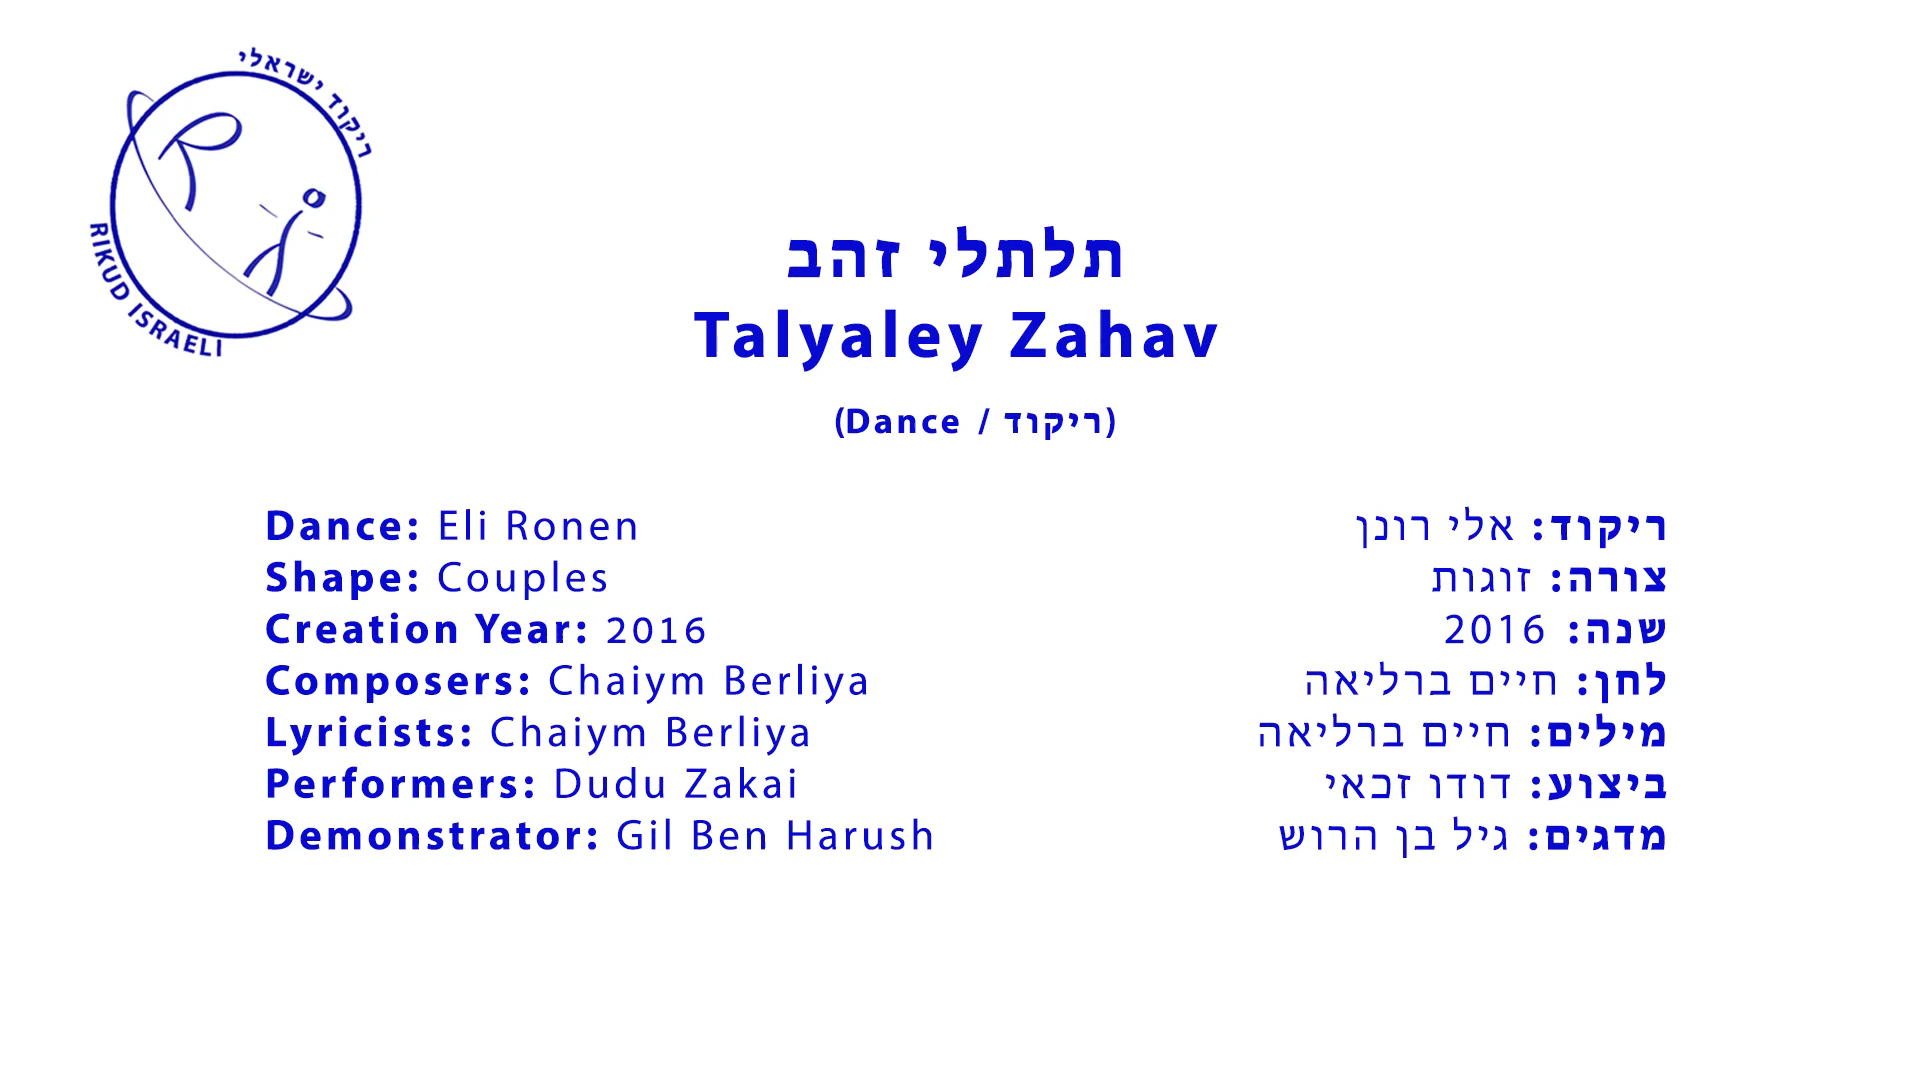 ריקוד ישראלי
RIKUD ISRAELI
תלתלי זהב
Talyaley Zahav
(Dance / ריקוד)
Dance: Eli Ronen
Shape: Couples
Creation Year: 2016
Composers: Chaiym Berliya
Lyricists: Chaiym Berliya
Performers: Dudu Zakai
Demonstrator: Gil Ben Harush
ריקוד: אלי רונן
צורה: זוגות
שנה: 2016
לחן: חיים ברליאה
מילים: חיים ברליאה
ביצוע: דודו זכאי
מדגים: גיל בן הרוש